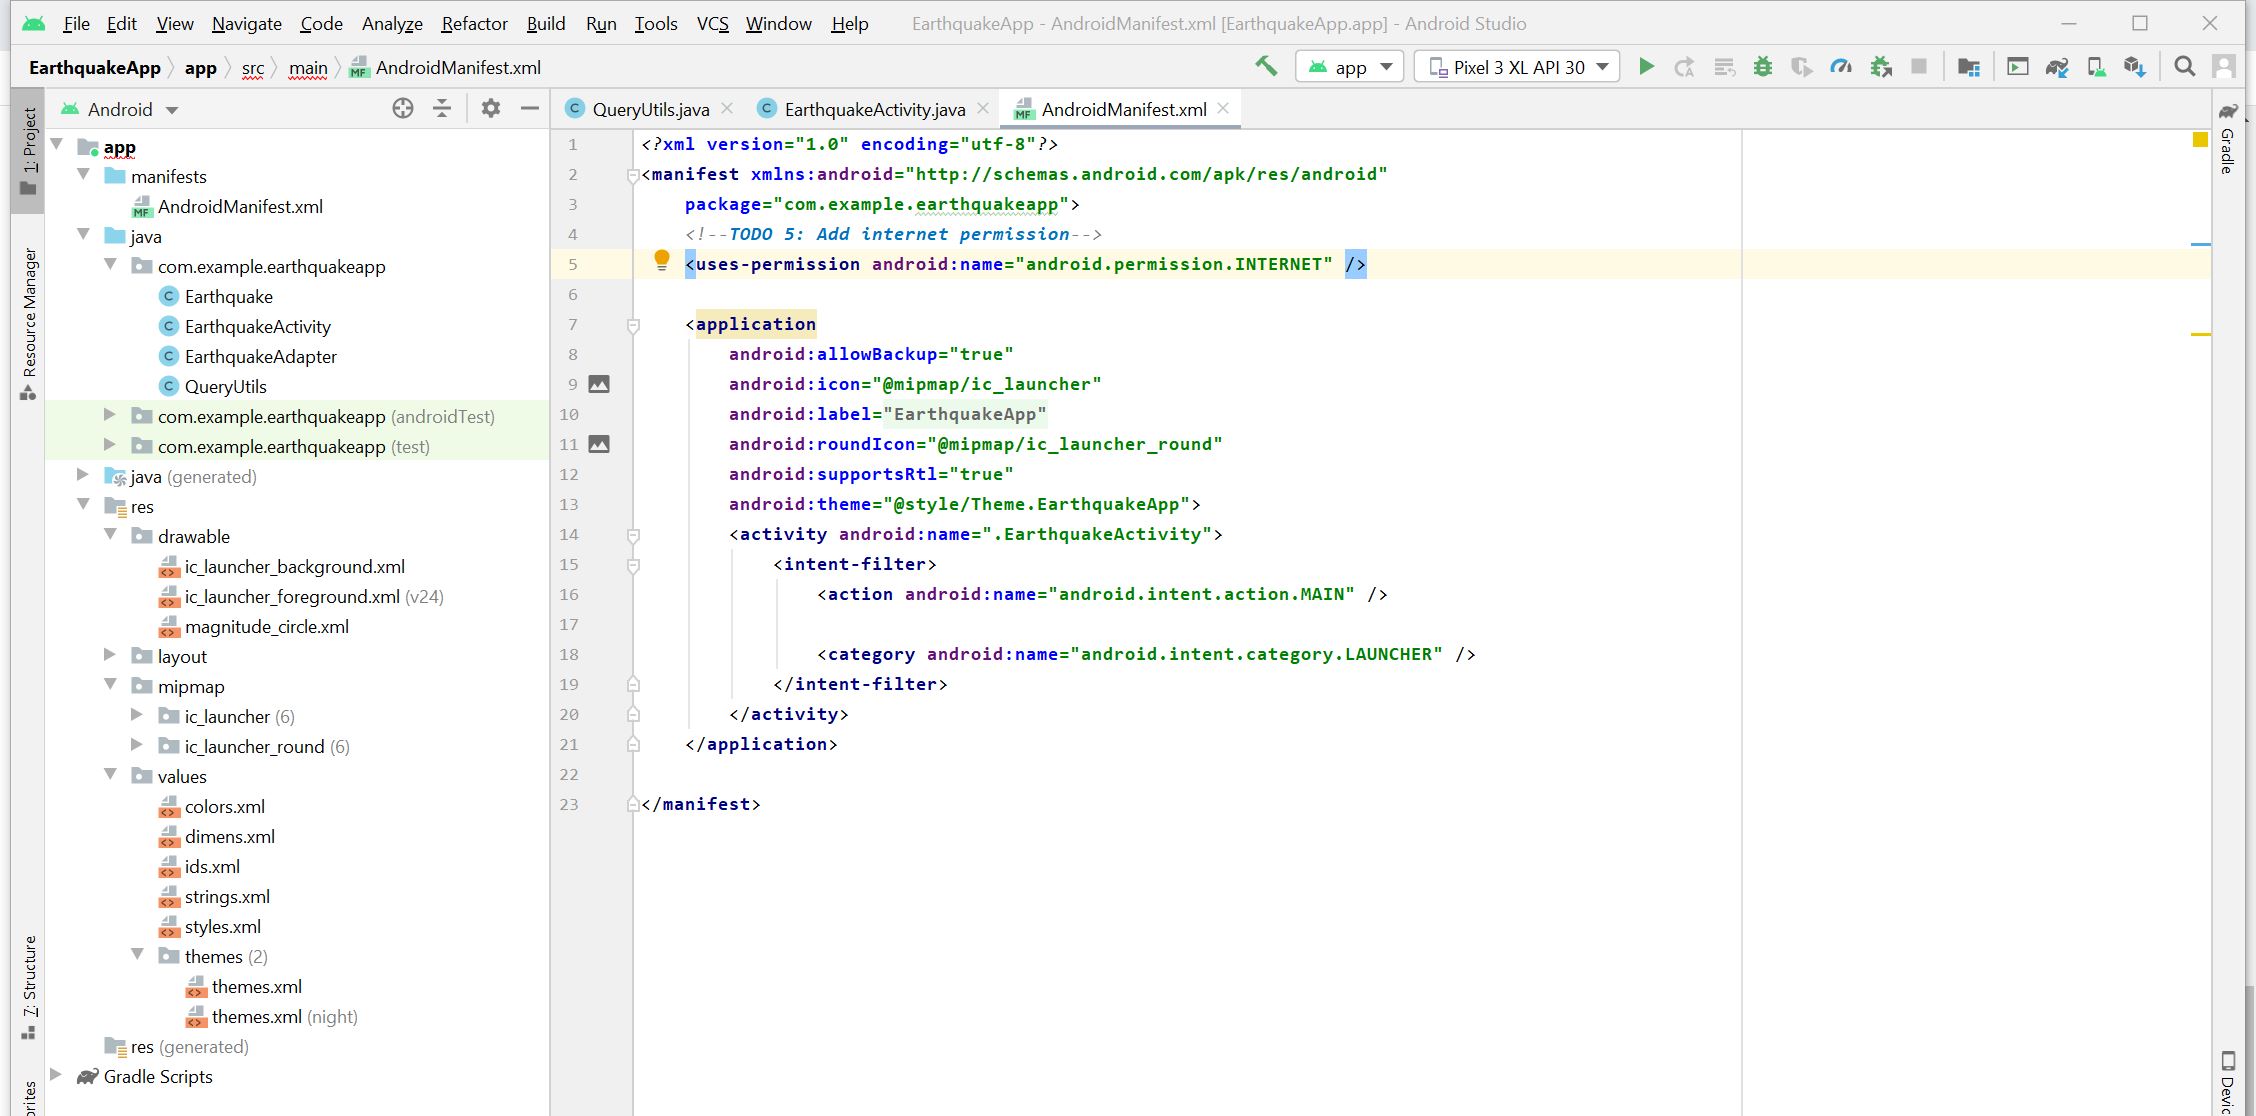 File Edit View Navigate Code Analyze Refactor Build Run Tools VCS Window Help EarthquakeApp - AndroidManifest.xml [EarthquakeApp.app] - Android Studio
EarthquakeApp app src main AndroidManifest.xml app Pixel 3 XL API 30
Android
QueryUtils.java EarthquakeActivity.java AndroidManifest.xml
1: Project
Resource Manager
7: Structure
Gradle
app
manifests
AndroidManifest.xml
java
com.example.earthquakeapp
Earthquake
EarthquakeActivity
EarthquakeAdapter
QueryUtils
com.example.earthquakeapp (androidTest)
com.example.earthquakeapp (test)
java (generated)
res
drawable
ic_launcher_background.xml
ic_launcher_foreground.xml (v24)
magnitude_circle.xml
layout
mipmap
ic_launcher (6)
ic_launcher_round (6)
values
colors.xml
dimens.xml
ids.xml
strings.xml
styles.xml
themes (2)
themes.xml
themes.xml (night)
res (generated)
Gradle Scripts
1 <?xml version="1.0" encoding="utf-8"?>
2 <manifest xmlns:android="http://schemas.android.com/apk/res/android"
3 package="com.example.earthquakeapp">
4 <!--TODO 5: Add internet permission-->
5 <uses-permission android:name="android.permission.INTERNET" />
6
7 <application
8 android:allowBackup="true"
9 android:icon="@mipmap/ic_launcher"
10 android:label="EarthquakeApp"
11 android:roundIcon="@mipmap/ic_launcher_round"
12 android:supportsRtl="true"
13 android:theme="@style/Theme.EarthquakeApp">
14 <activity android:name=".EarthquakeActivity">
15 <intent-filter>
16 <action android:name="android.intent.action.MAIN" />
17
18 <category android:name="android.intent.category.LAUNCHER" />
19 </intent-filter>
20 </activity>
21 </application>
22
23 </manifest>